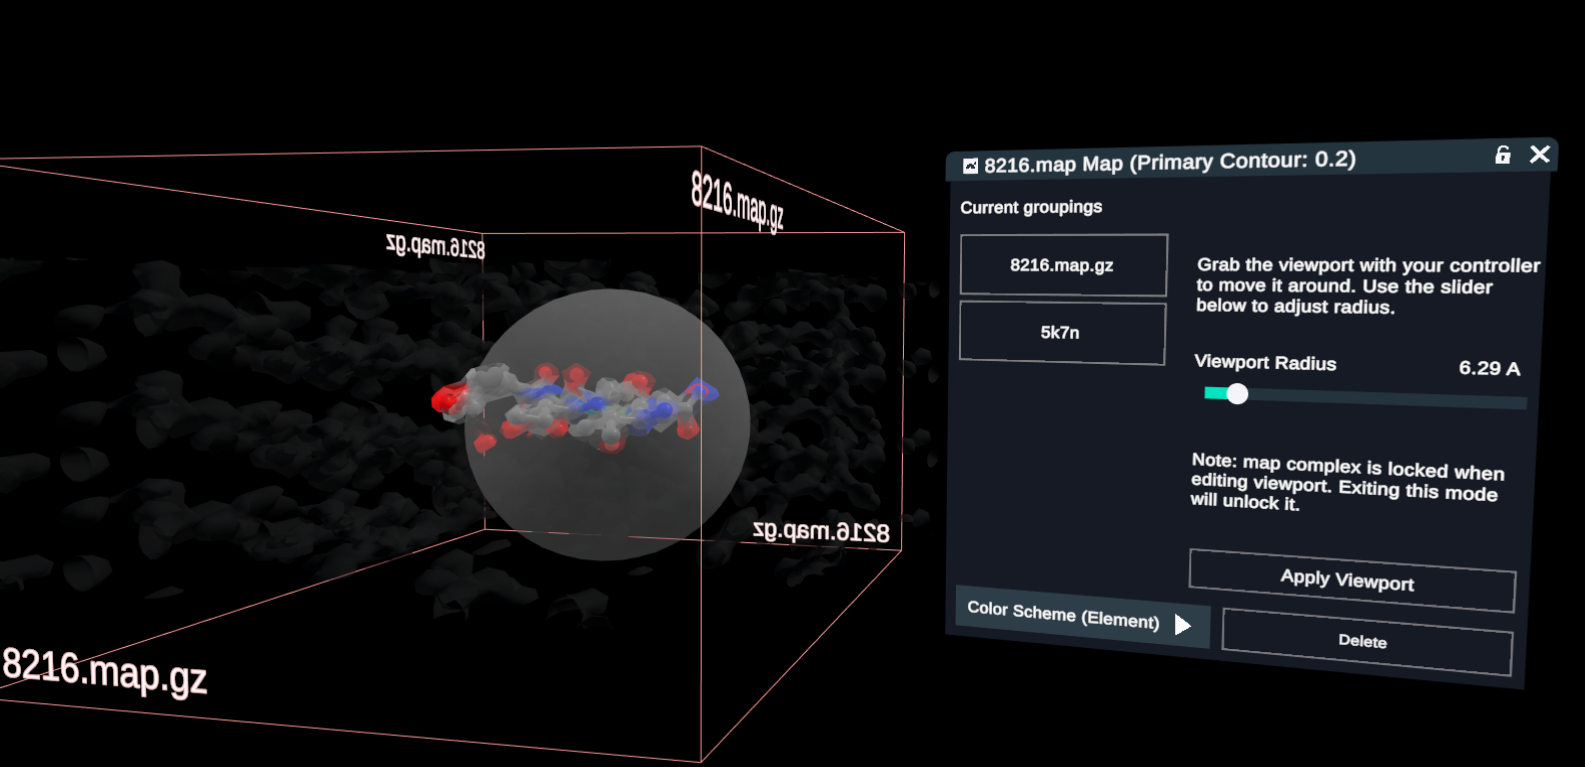 8216.map.gz
8216.map.gz
8216.map.gz
8216.map.gz
8216.map Map (Primary Contour: 0.2)
Current groupings
8216.map.gz
5k7n
Grab the viewport with your controller
to move it around. Use the slider
below to adjust radius.
Viewport Radius 6.29 A
Note: map complex is locked when
editing viewport. Exiting this mode
will unlock it.
Apply Viewport
Color Scheme (Element)
Delete